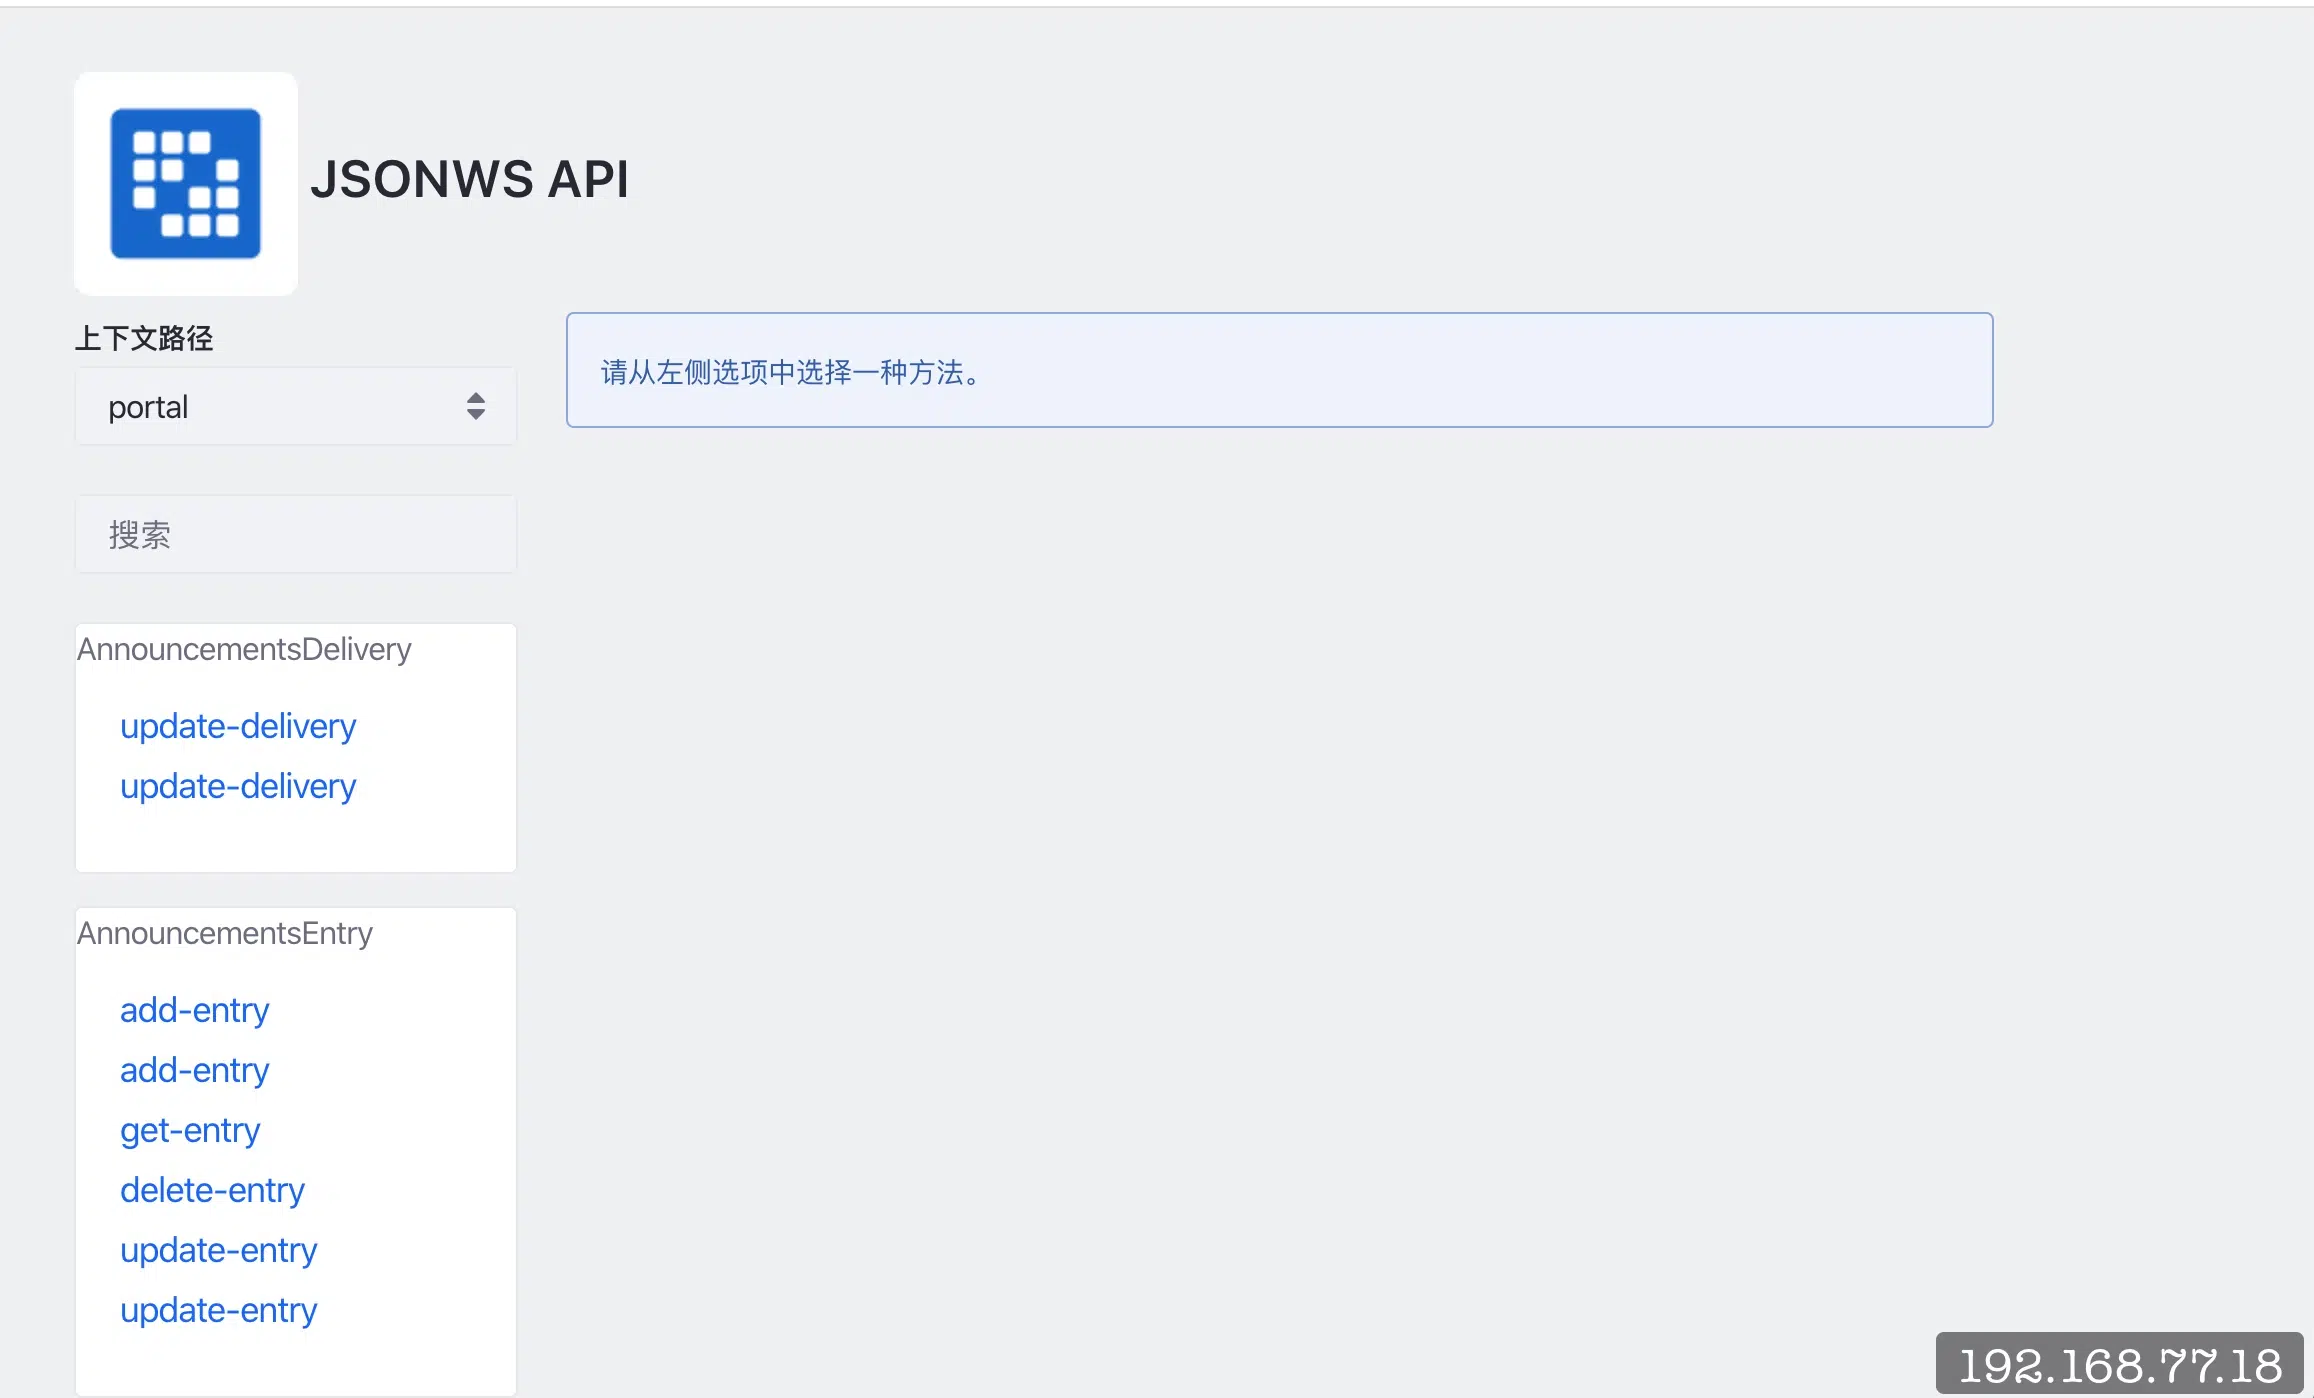 JSONWS API
上下文路径
portal
请从左侧选项中选择一种方法。
搜索
AnnouncementsDelivery
update-delivery
update-delivery
AnnouncementsEntry
add-entry
add-entry
get-entry
delete-entry
update-entry
update-entry
192.168.77.18